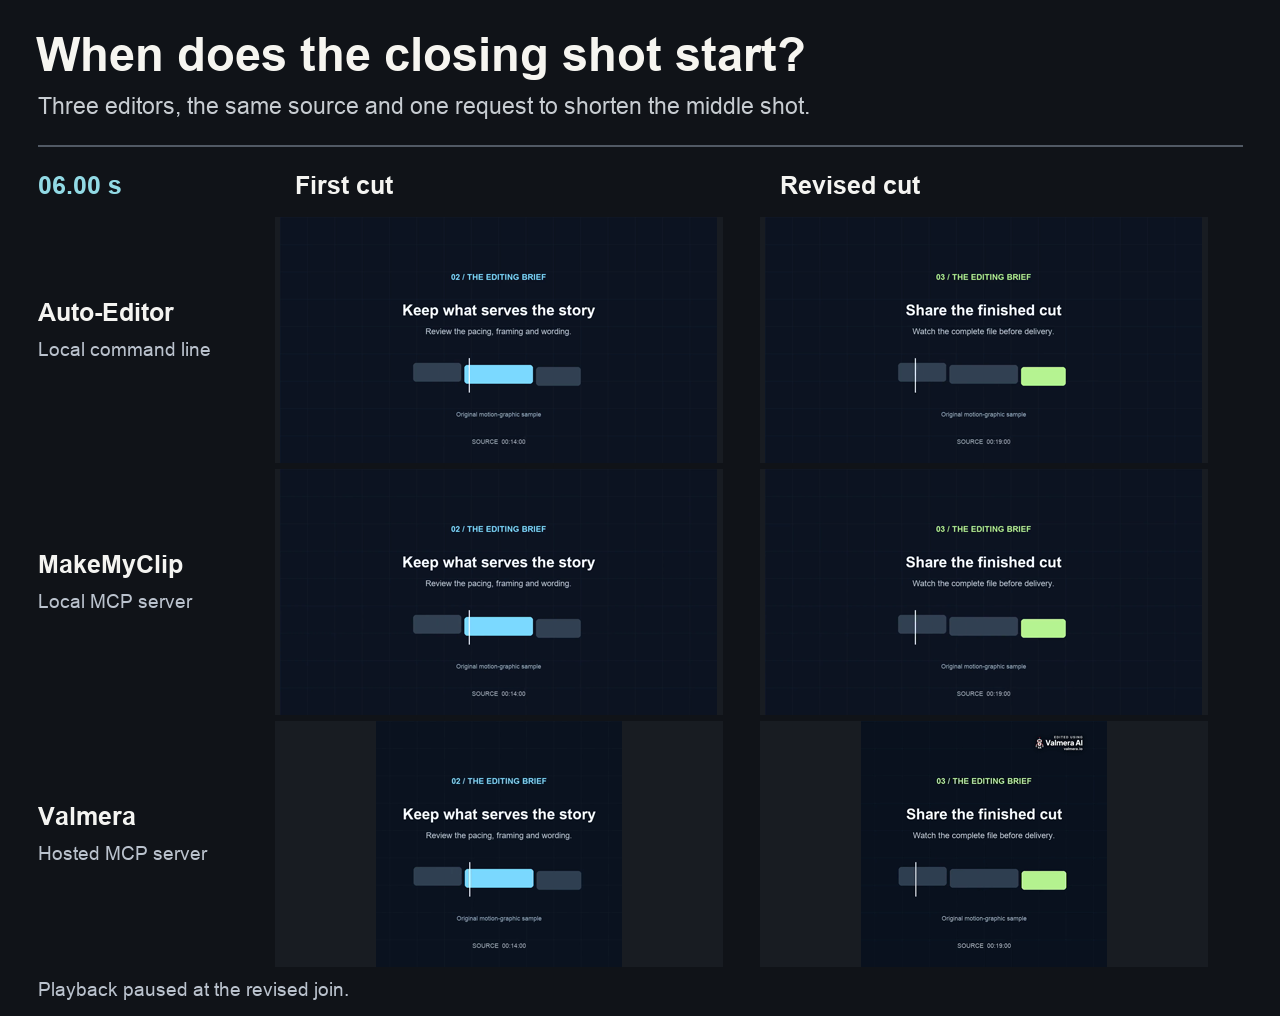 When does the closing shot start?
Three editors, the same source and one request to shorten the middle shot.
06.00 s
First cut
Revised cut
Auto-Editor
Local command line
02 / THE EDITING BRIEF
Keep what serves the story
Review the pacing, framing and wording.
Original motion-graphic sample
SOURCE 00:14:00
03 / THE EDITING BRIEF
Share the finished cut
Watch the complete file before delivery.
Original motion-graphic sample
SOURCE 00:19:00
MakeMyClip
Local MCP server
02 / THE EDITING BRIEF
Keep what serves the story
Review the pacing, framing and wording.
Original motion-graphic sample
SOURCE 00:14:00
03 / THE EDITING BRIEF
Share the finished cut
Watch the complete file before delivery.
Original motion-graphic sample
SOURCE 00:19:00
Valmera
Hosted MCP server
02 / THE EDITING BRIEF
Keep what serves the story
Review the pacing, framing and wording.
Original motion-graphic sample
SOURCE 00:14:00
EDITED USING
Valmera AI
valmera.io
03 / THE EDITING BRIEF
Share the finished cut
Watch the complete file before delivery.
Original motion-graphic sample
SOURCE 00:19:00
Playback paused at the revised join.